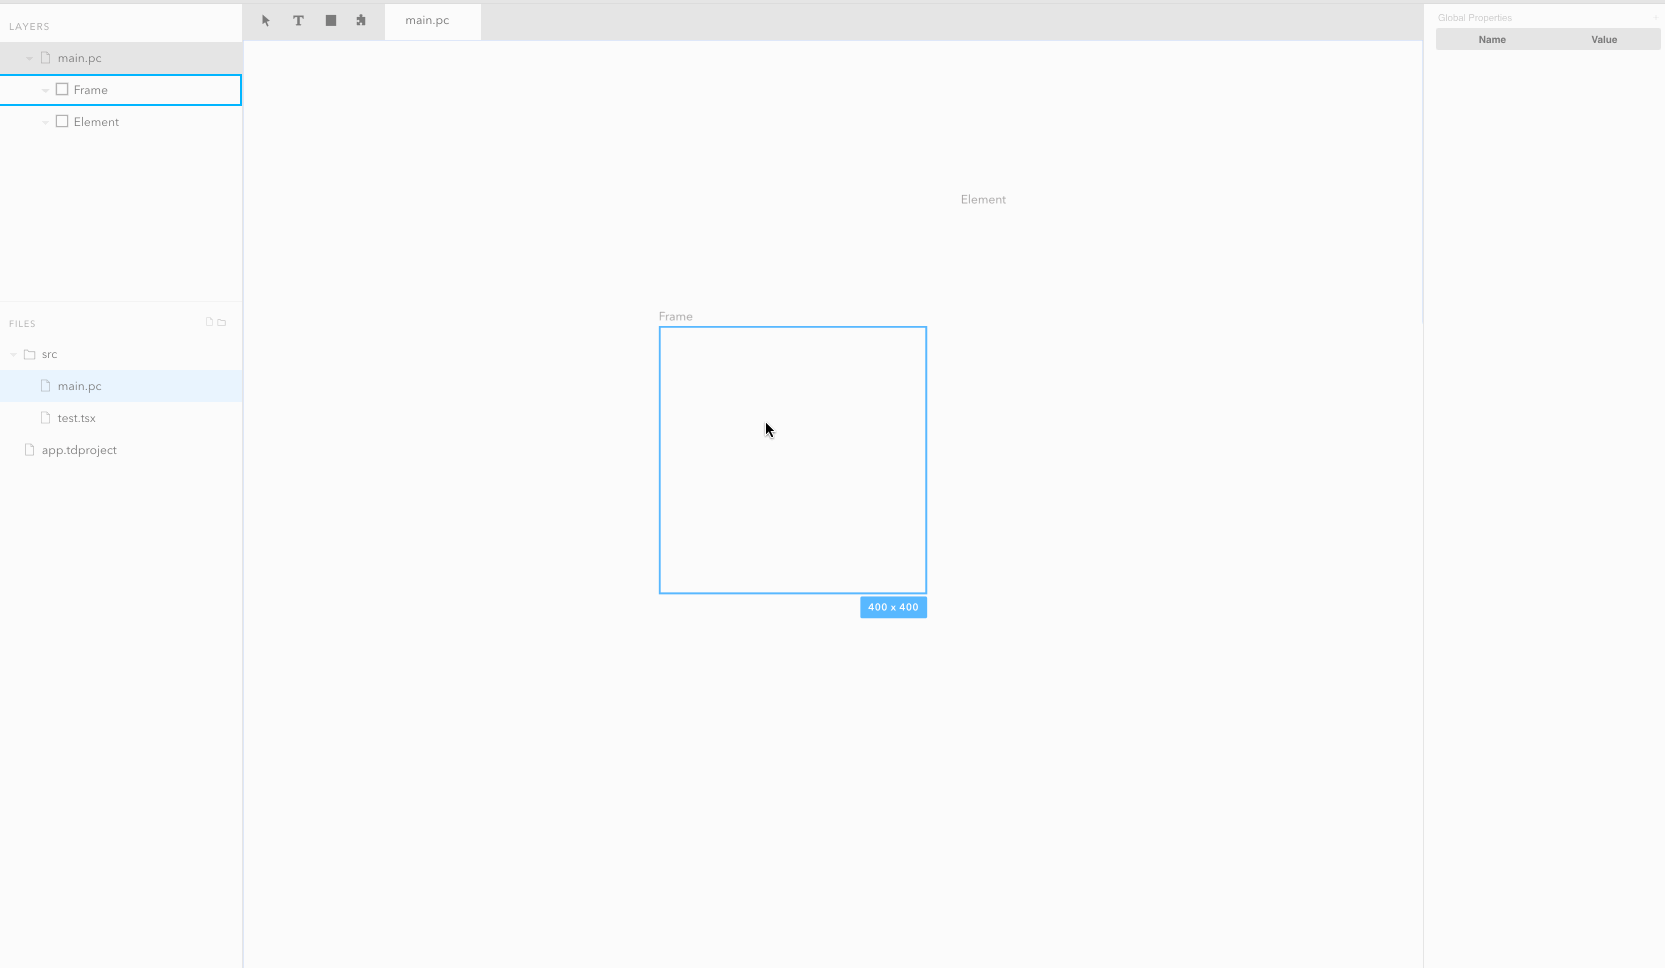 LAYERS
main.pc
Frame
Element
FILES
src
main.pc
test.tsx
app.tdproject
T
main.pc
Element
Frame
400 x 400
Global Properties
Name Value